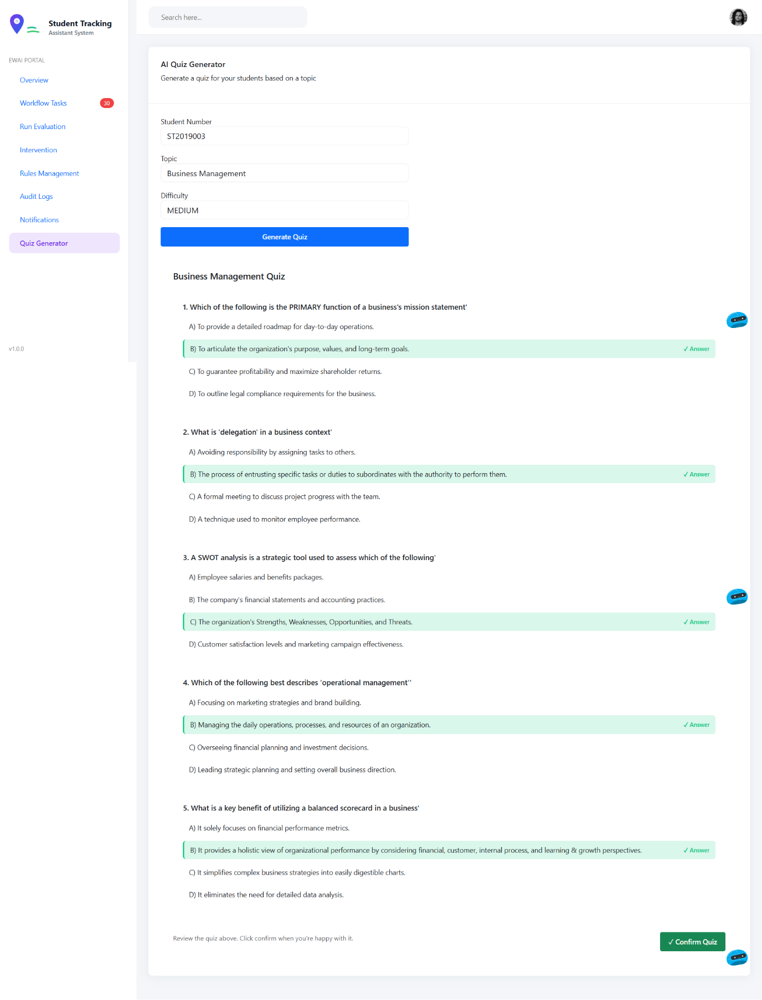 Student Tracking
Assistant System
EWAI PORTAL
Overview
Workflow Tasks 30
Run Evaluation
Intervention
Rules Management
Audit Logs
Notifications
Quiz Generator
v1.0.0
Search here...
AI Quiz Generator
Generate a quiz for your students based on a topic
Student Number
ST2019003
Topic
Business Management
Difficulty
MEDIUM
Generate Quiz
Business Management Quiz
1. Which of the following is the PRIMARY function of a business's mission statement'
A) To provide a detailed roadmap for day-to-day operations.
B) To articulate the organization's purpose, values, and long-term goals. ✓ Answer
C) To guarantee profitability and maximize shareholder returns.
D) To outline legal compliance requirements for the business.
2. What is 'delegation' in a business context'
A) Avoiding responsibility by assigning tasks to others.
B) The process of entrusting specific tasks or duties to subordinates with the authority to perform them. ✓ Answer
C) A formal meeting to discuss project progress with the team.
D) A technique used to monitor employee performance.
3. A SWOT analysis is a strategic tool used to assess which of the following'
A) Employee salaries and benefits packages.
B) The company's financial statements and accounting practices.
C) The organization's Strengths, Weaknesses, Opportunities, and Threats. ✓ Answer
D) Customer satisfaction levels and marketing campaign effectiveness.
4. Which of the following best describes 'operational management''
A) Focusing on marketing strategies and brand building.
B) Managing the daily operations, processes, and resources of an organization. ✓ Answer
C) Overseeing financial planning and investment decisions.
D) Leading strategic planning and setting overall business direction.
5. What is a key benefit of utilizing a balanced scorecard in a business'
A) It solely focuses on financial performance metrics.
B) It provides a holistic view of organizational performance by considering financial, customer, internal process, and learning & growth perspectives. ✓ Answer
C) It simplifies complex business strategies into easily digestible charts.
D) It eliminates the need for detailed data analysis.
Review the quiz above. Click confirm when you're happy with it.
✓ Confirm Quiz